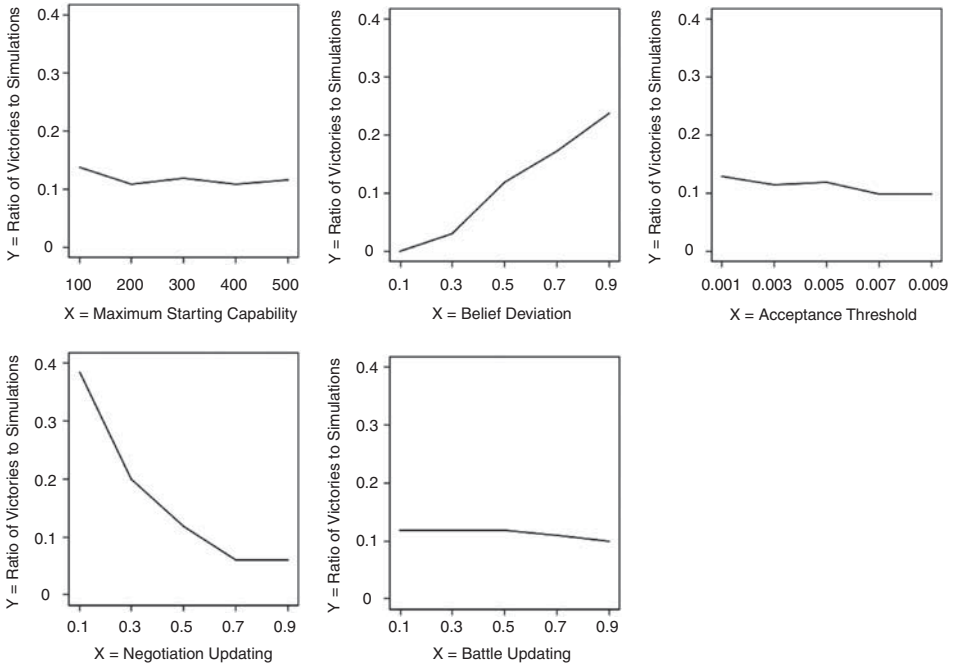 Y = Ratio of Victories to Simulations
0.4
0.3
0.2
0.1
0
100 200 300 400 500
X = Maximum Starting Capability
Y = Ratio of Victories to Simulations
0.4
0.3
0.2
0.1
0
0.1 0.3 0.5 0.7 0.9
X = Belief Deviation
Y = Ratio of Victories to Simulations
0.4
0.3
0.2
0.1
0
0.001 0.003 0.005 0.007 0.009
X = Acceptance Threshold
Y = Ratio of Victories to Simulations
0.4
0.3
0.2
0.1
0
0.1 0.3 0.5 0.7 0.9
X = Negotiation Updating
Y = Ratio of Victories to Simulations
0.4
0.3
0.2
0.1
0
0.1 0.3 0.5 0.7 0.9
X = Battle Updating